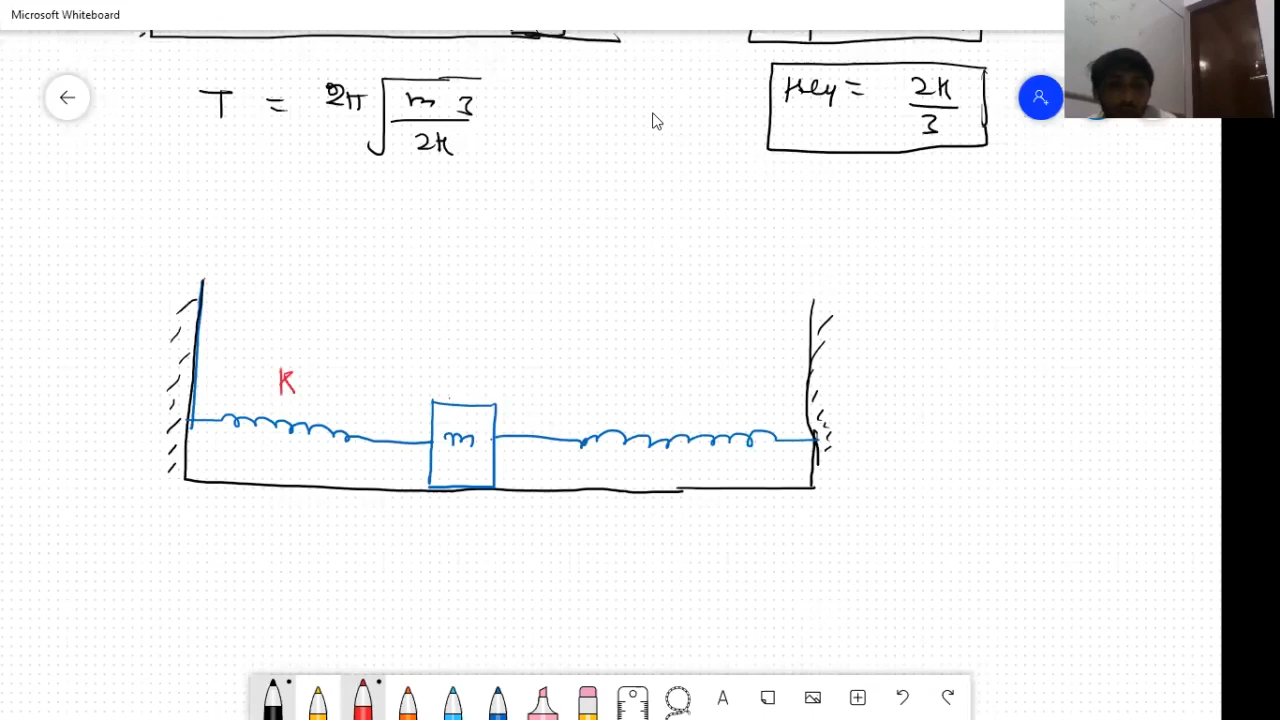 Microsoft Whiteboard
T = 2π √(m 3 / 2K)
Keq = 2K / 3
K
m
A